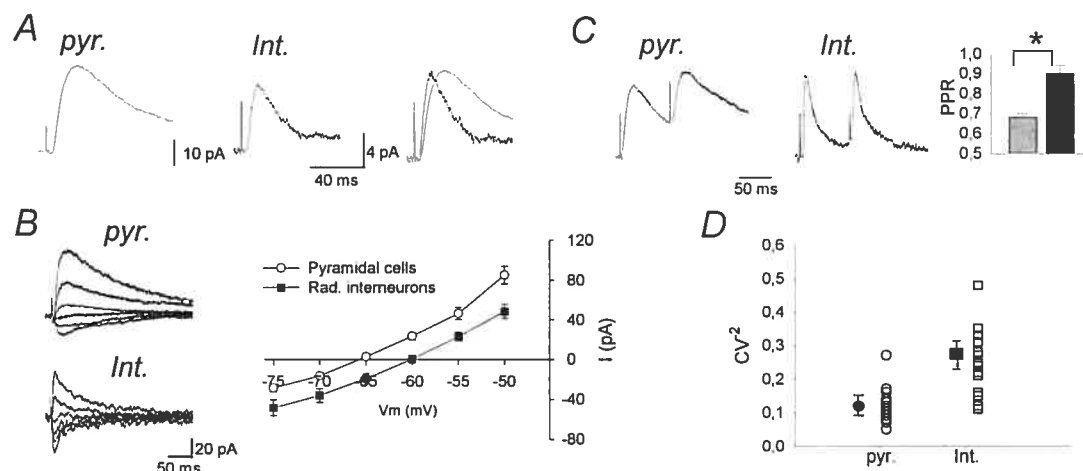 A
pyr.
Int.
10 pA
4 pA
40 ms
C
pyr.
Int.
50 ms
PPR
1,0
0,9
0,8
0,7
0,6
0,5
*
B
pyr.
Int.
20 pA
50 ms
Pyramidal cells
Rad. interneurons
120
80
40
0
-40
-80
I (pA)
-75 -70 -65 -60 -55 -50
Vm (mV)
D
CV-2
0,6
0,5
0,4
0,3
0,2
0,1
0,0
pyr. Int.